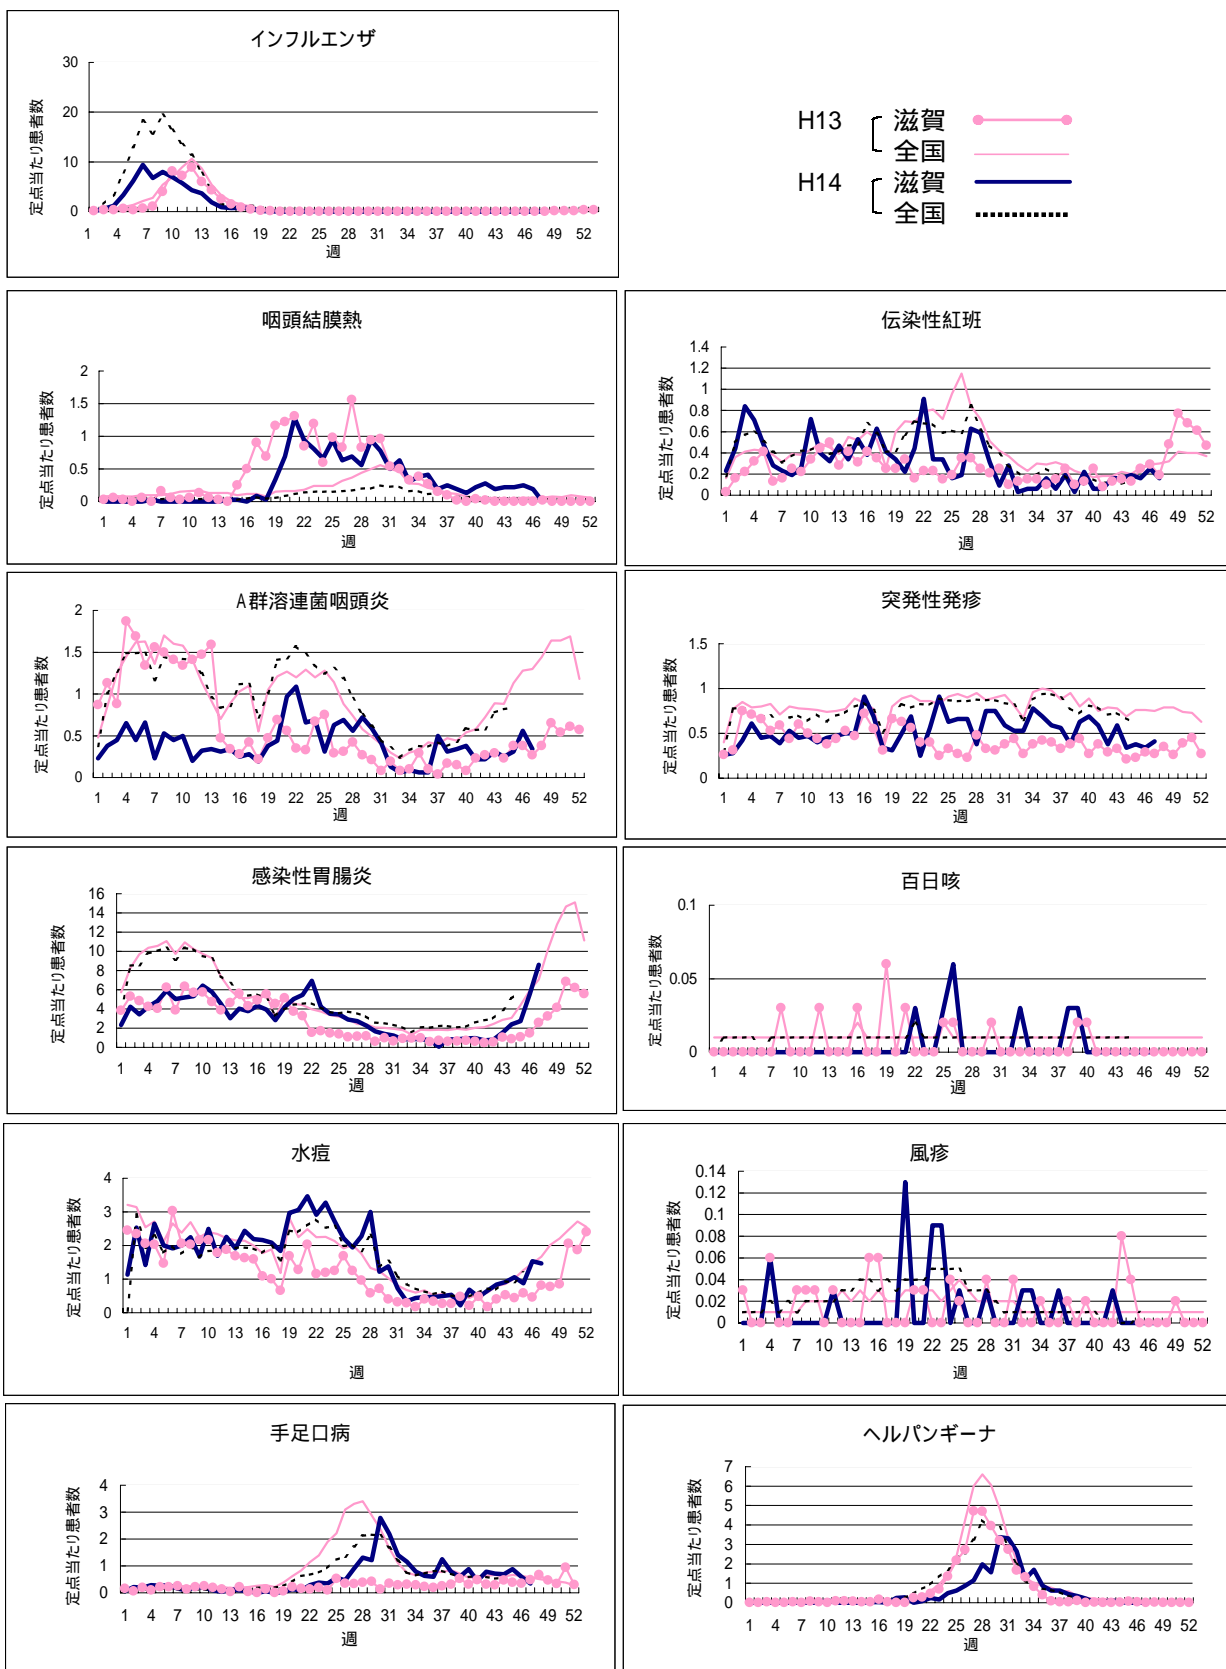 インフルエンザ
定点当たり患者数
30
20
10
0
1 4 7 10 13 16 19 22 25 28 31 34 37 40 43 46 49 52
週
H13 滋賀
全国
H14 滋賀
全国
咽頭結膜熱
定点当たり患者数
2
1.5
1
0.5
0
1 4 7 10 13 16 19 22 25 28 31 34 37 40 43 46 49 52
週
伝染性紅班
定点当たり患者数
1.4
1.2
1
0.8
0.6
0.4
0.2
0
1 4 7 10 13 16 19 22 25 28 31 34 37 40 43 46 49 52
週
A群溶連菌咽頭炎
定点当たり患者数
2
1.5
1
0.5
0
1 4 7 10 13 16 19 22 25 28 31 34 37 40 43 46 49 52
週
突発性発疹
定点当たり患者数
1.5
1
0.5
0
1 4 7 10 13 16 19 22 25 28 31 34 37 40 43 46 49 52
週
感染性胃腸炎
定点当たり患者数
16
14
12
10
8
6
4
2
0
1 4 7 10 13 16 19 22 25 28 31 34 37 40 43 46 49 52
週
百日咳
定点当たり患者数
0.1
0.05
0
1 4 7 10 13 16 19 22 25 28 31 34 37 40 43 46 49 52
週
水痘
定点当たり患者数
4
3
2
1
0
1 4 7 10 13 16 19 22 25 28 31 34 37 40 43 46 49 52
週
風疹
定点当たり患者数
0.14
0.12
0.1
0.08
0.06
0.04
0.02
0
1 4 7 10 13 16 19 22 25 28 31 34 37 40 43 46 49 52
週
手足口病
定点当たり患者数
4
3
2
1
0
1 4 7 10 13 16 19 22 25 28 31 34 37 40 43 46 49 52
週
ヘルパンギーナ
定点当たり患者数
7
6
5
4
3
2
1
0
1 4 7 10 13 16 19 22 25 28 31 34 37 40 43 46 49 52
週